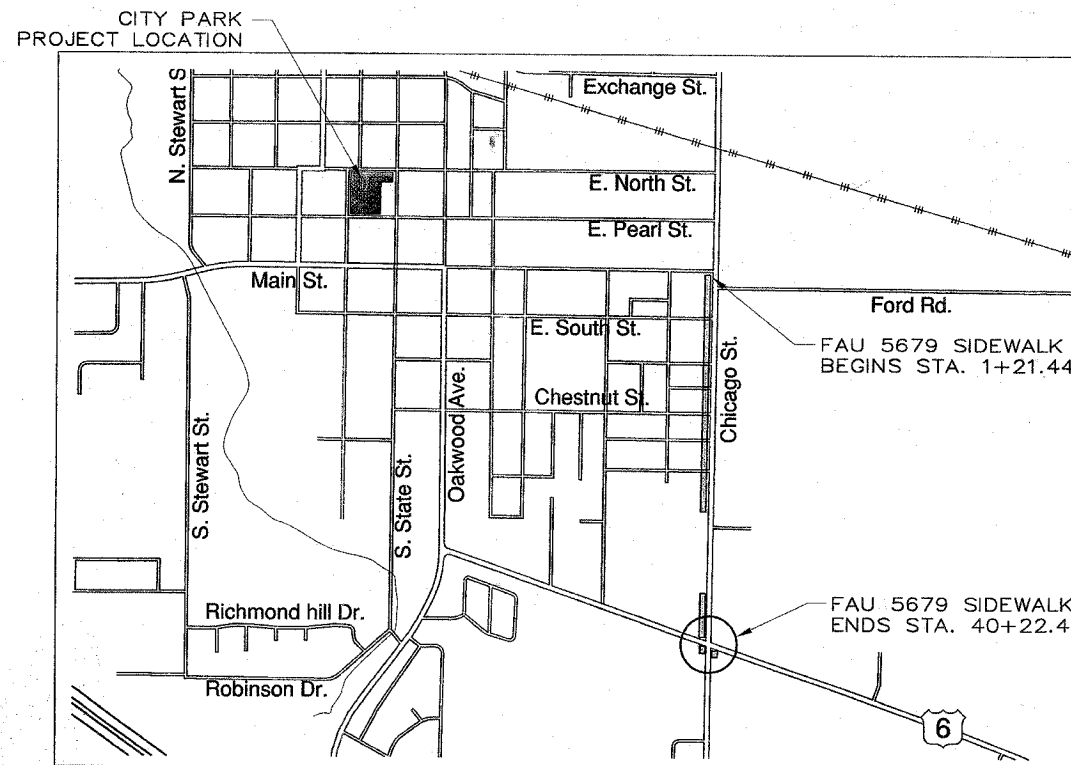 CITY PARK
PROJECT LOCATION
Exchange St.
N. Stewart S
E. North St.
E. Pearl St.
Main St.
Ford Rd.
E. South St.
FAU 5679 SIDEWALK
BEGINS STA. 1+21.44
Chestnut St.
Chicago St.
Oakwood Ave.
S. Stewart St.
S. State St.
Richmond hill Dr.
FAU 5679 SIDEWALK
ENDS STA. 40+22.4
Robinson Dr.
6